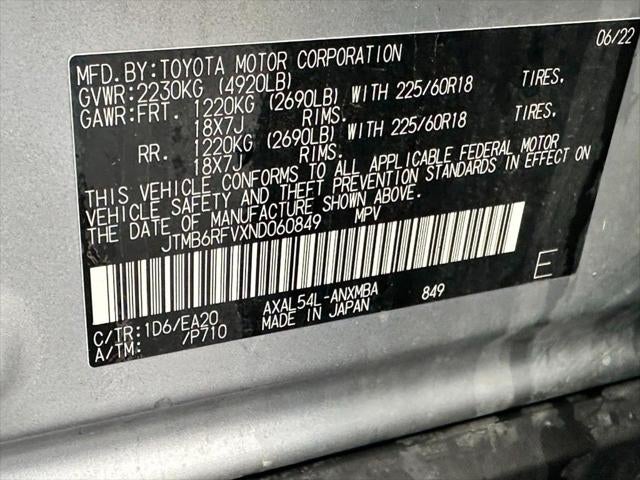 MFD.BY:TOYOTA MOTOR CORPORATION 06/22
GVWR:2230KG (4920LB)
GAWR:FRT. 1220KG (2690LB) WITH 225/60R18 TIRES,
18X7J RIMS.
RR. 1220KG (2690LB) WITH 225/60R18 TIRES,
18X7J RIMS.
THIS VEHICLE CONFORMS TO ALL APPLICABLE FEDERAL MOTOR
VEHICLE SAFETY AND THEFT PREVENTION STANDARDS IN EFFECT ON
THE DATE OF MANUFACTURE SHOWN ABOVE.
JTMB6RFVXND060849 MPV
E
C/TR:1D6/EA20 AXAL54L-ANXMBA 849
A/TM: /P710 MADE IN JAPAN